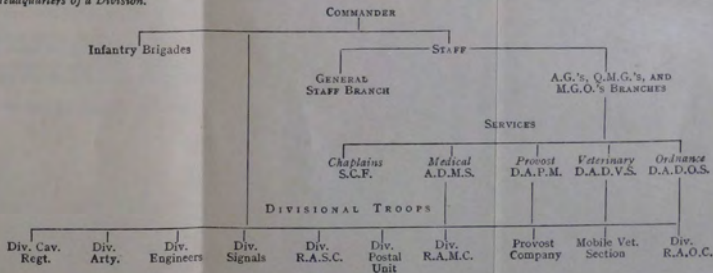 Headquarters of a Division.
COMMANDER
Infantry Brigades
STAFF
GENERAL
STAFF BRANCH
A.G.'s, Q.M.G.'s, AND
M.G.O.'s BRANCHES
SERVICES
Chaplains
S.C.F.
Medical
A.D.M.S.
Provost
D.A.P.M.
Veterinary
D.A.D.V.S.
Ordnance
D.A.D.O.S.
DIVISIONAL TROOPS
Div. Cav.
Regt.
Div.
Arty.
Div.
Engineers
Div.
Signals
Div.
R.A.S.C.
Div.
Postal
Unit
Div.
R.A.M.C.
Provost
Company
Mobile Vet.
Section
Div.
R.A.O.C.